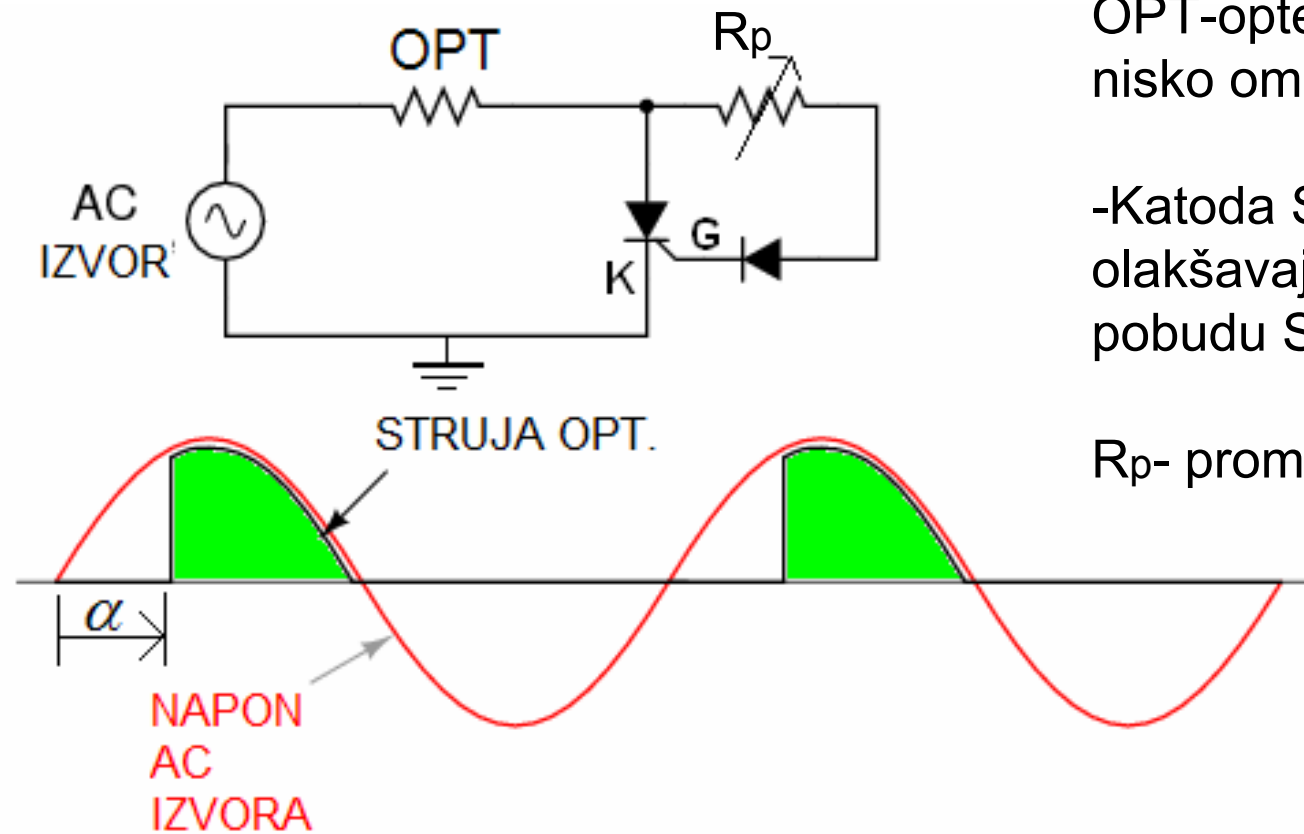 OPT
Rp
AC
IZVOR
G
K
OPT-opte
nisko om
-Katoda S
olakšavaj
pobudu S
Rp- prom
STRUJA OPT.
α
NAPON
AC
IZVORA